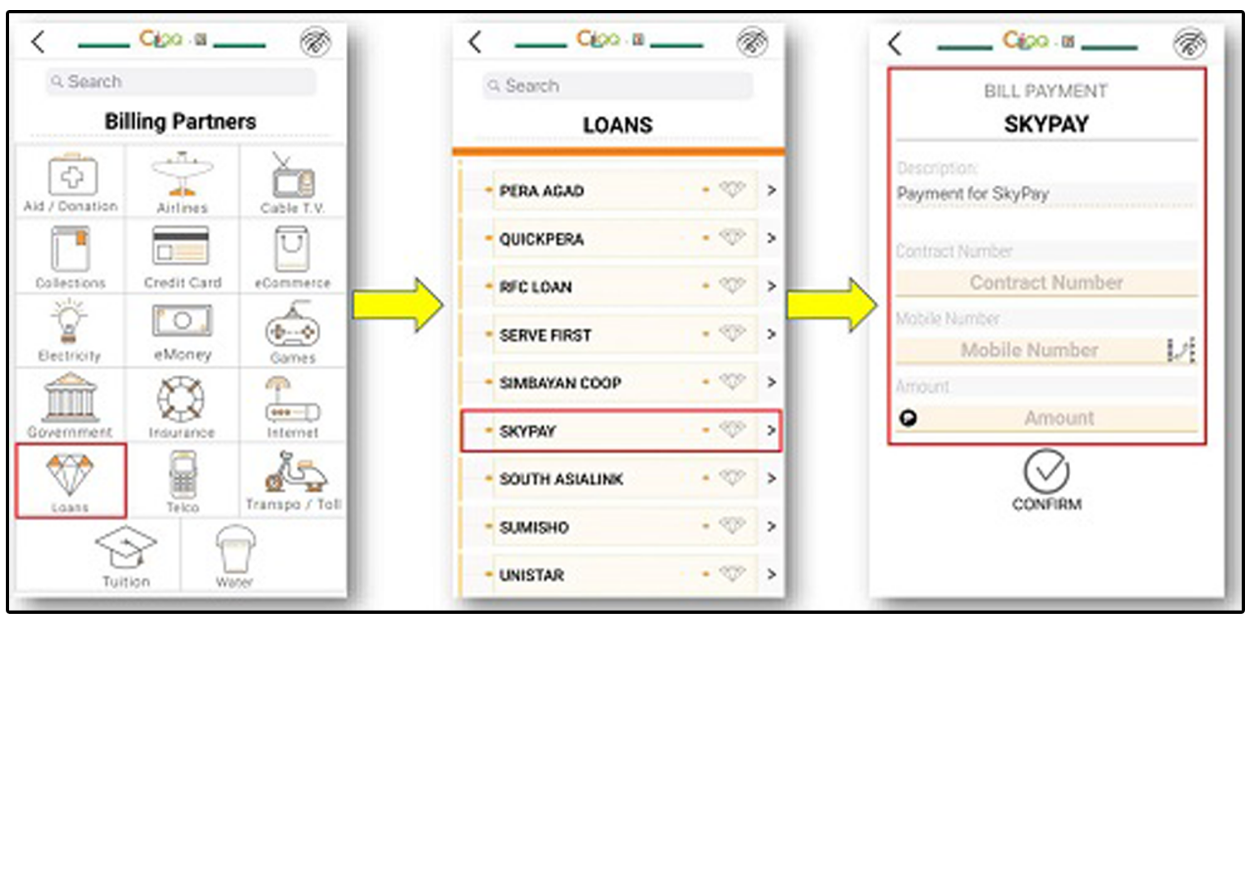 Search
Billing Partners
Aid / Donation
Airlines
Cable T.V.
Collections
Credit Card
eCommerce
Electricity
eMoney
Games
Government
Insurance
Internet
Loans
Telco
Transpo / Toll
Tuition
Water
Search
LOANS
PERA AGAD
QUICKPERA
RFC LOAN
SERVE FIRST
SIMBAYAN COOP
SKYPAY
SOUTH ASIALINK
SUMISHO
UNISTAR
BILL PAYMENT
SKYPAY
Description:
Payment for SkyPay
Contract Number
Contract Number
Mobile Number
Mobile Number
Amount
Amount
CONFIRM